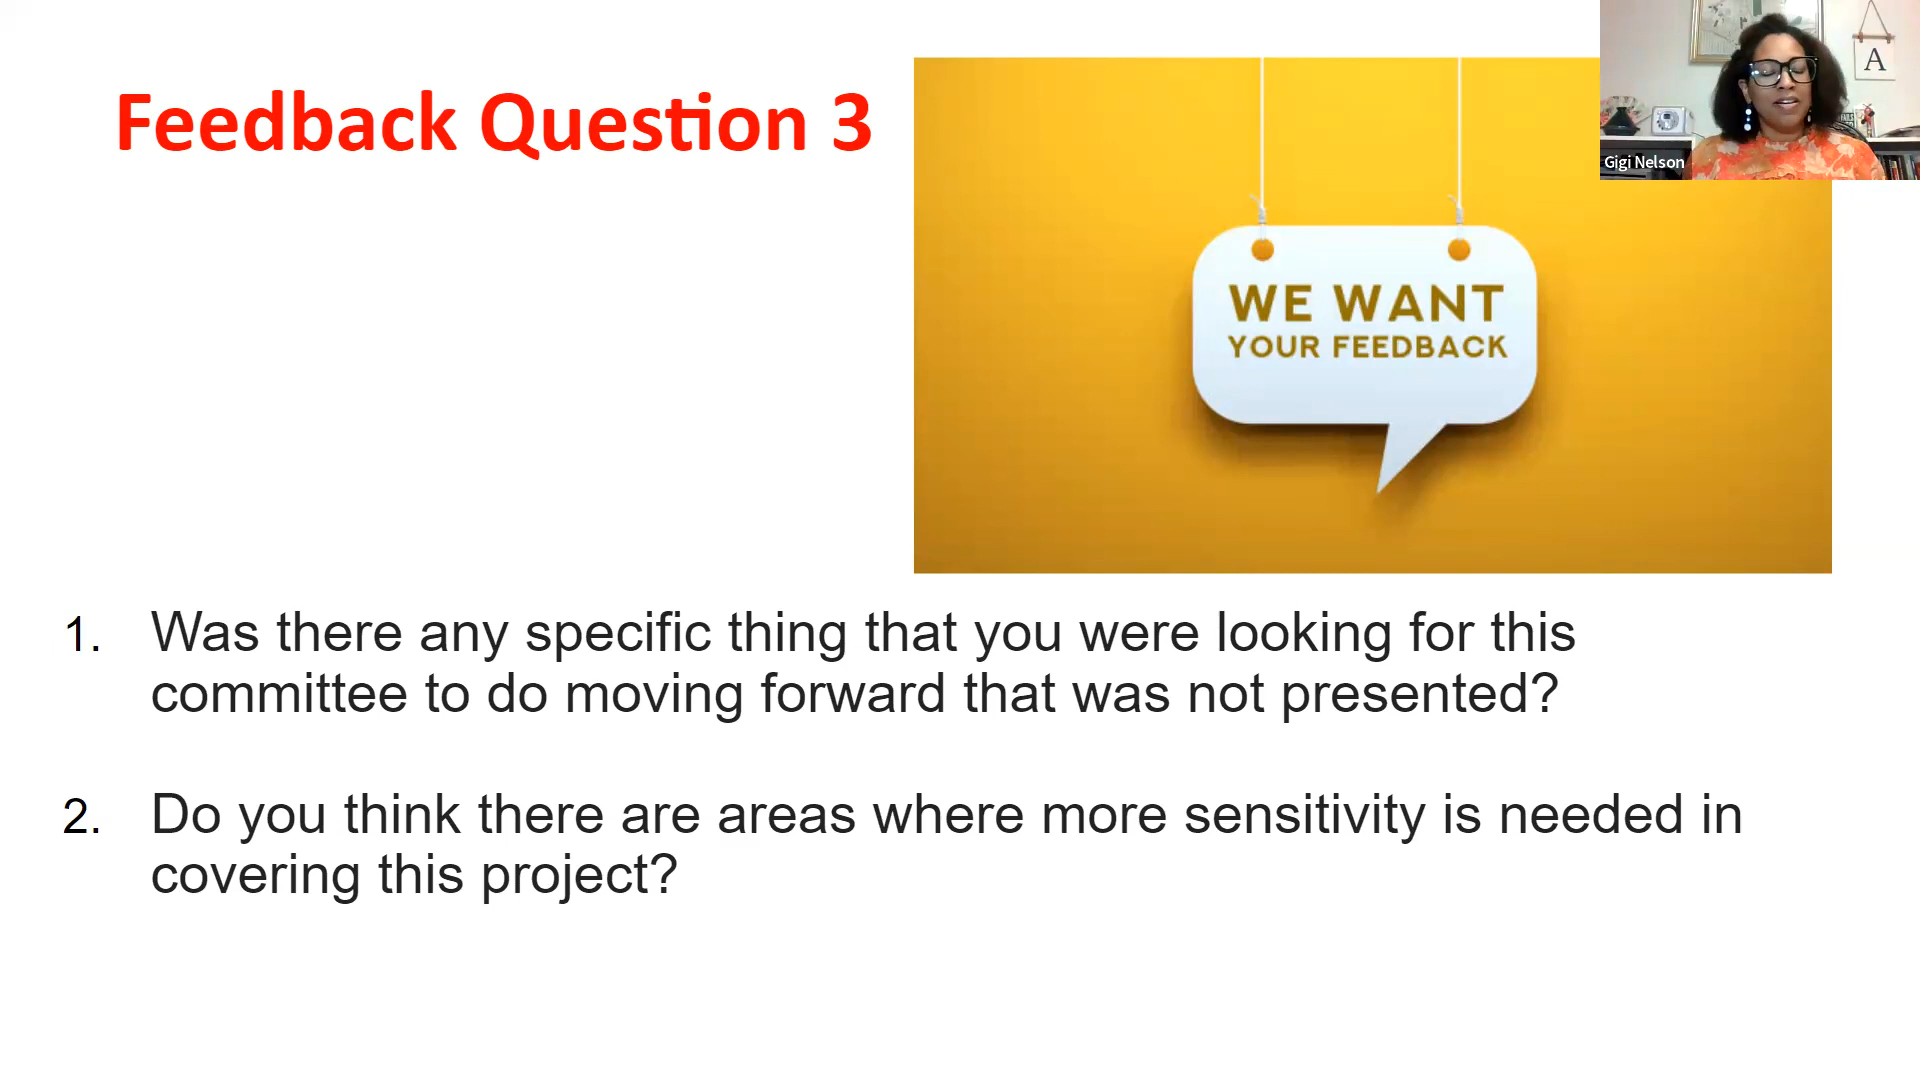 Feedback Question 3
A
Gigi Nelson
WE WANT
YOUR FEEDBACK
1. Was there any specific thing that you were looking for this
committee to do moving forward that was not presented?
2. Do you think there are areas where more sensitivity is needed in
covering this project?